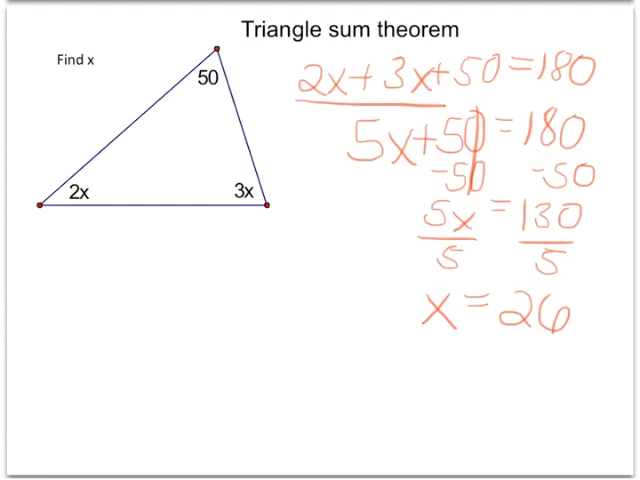 Triangle sum theorem
Find x
50
2x
3x
2x + 3x + 50 = 180
5x + 50 = 180
-50 -50
5x = 130
5 5
x = 26